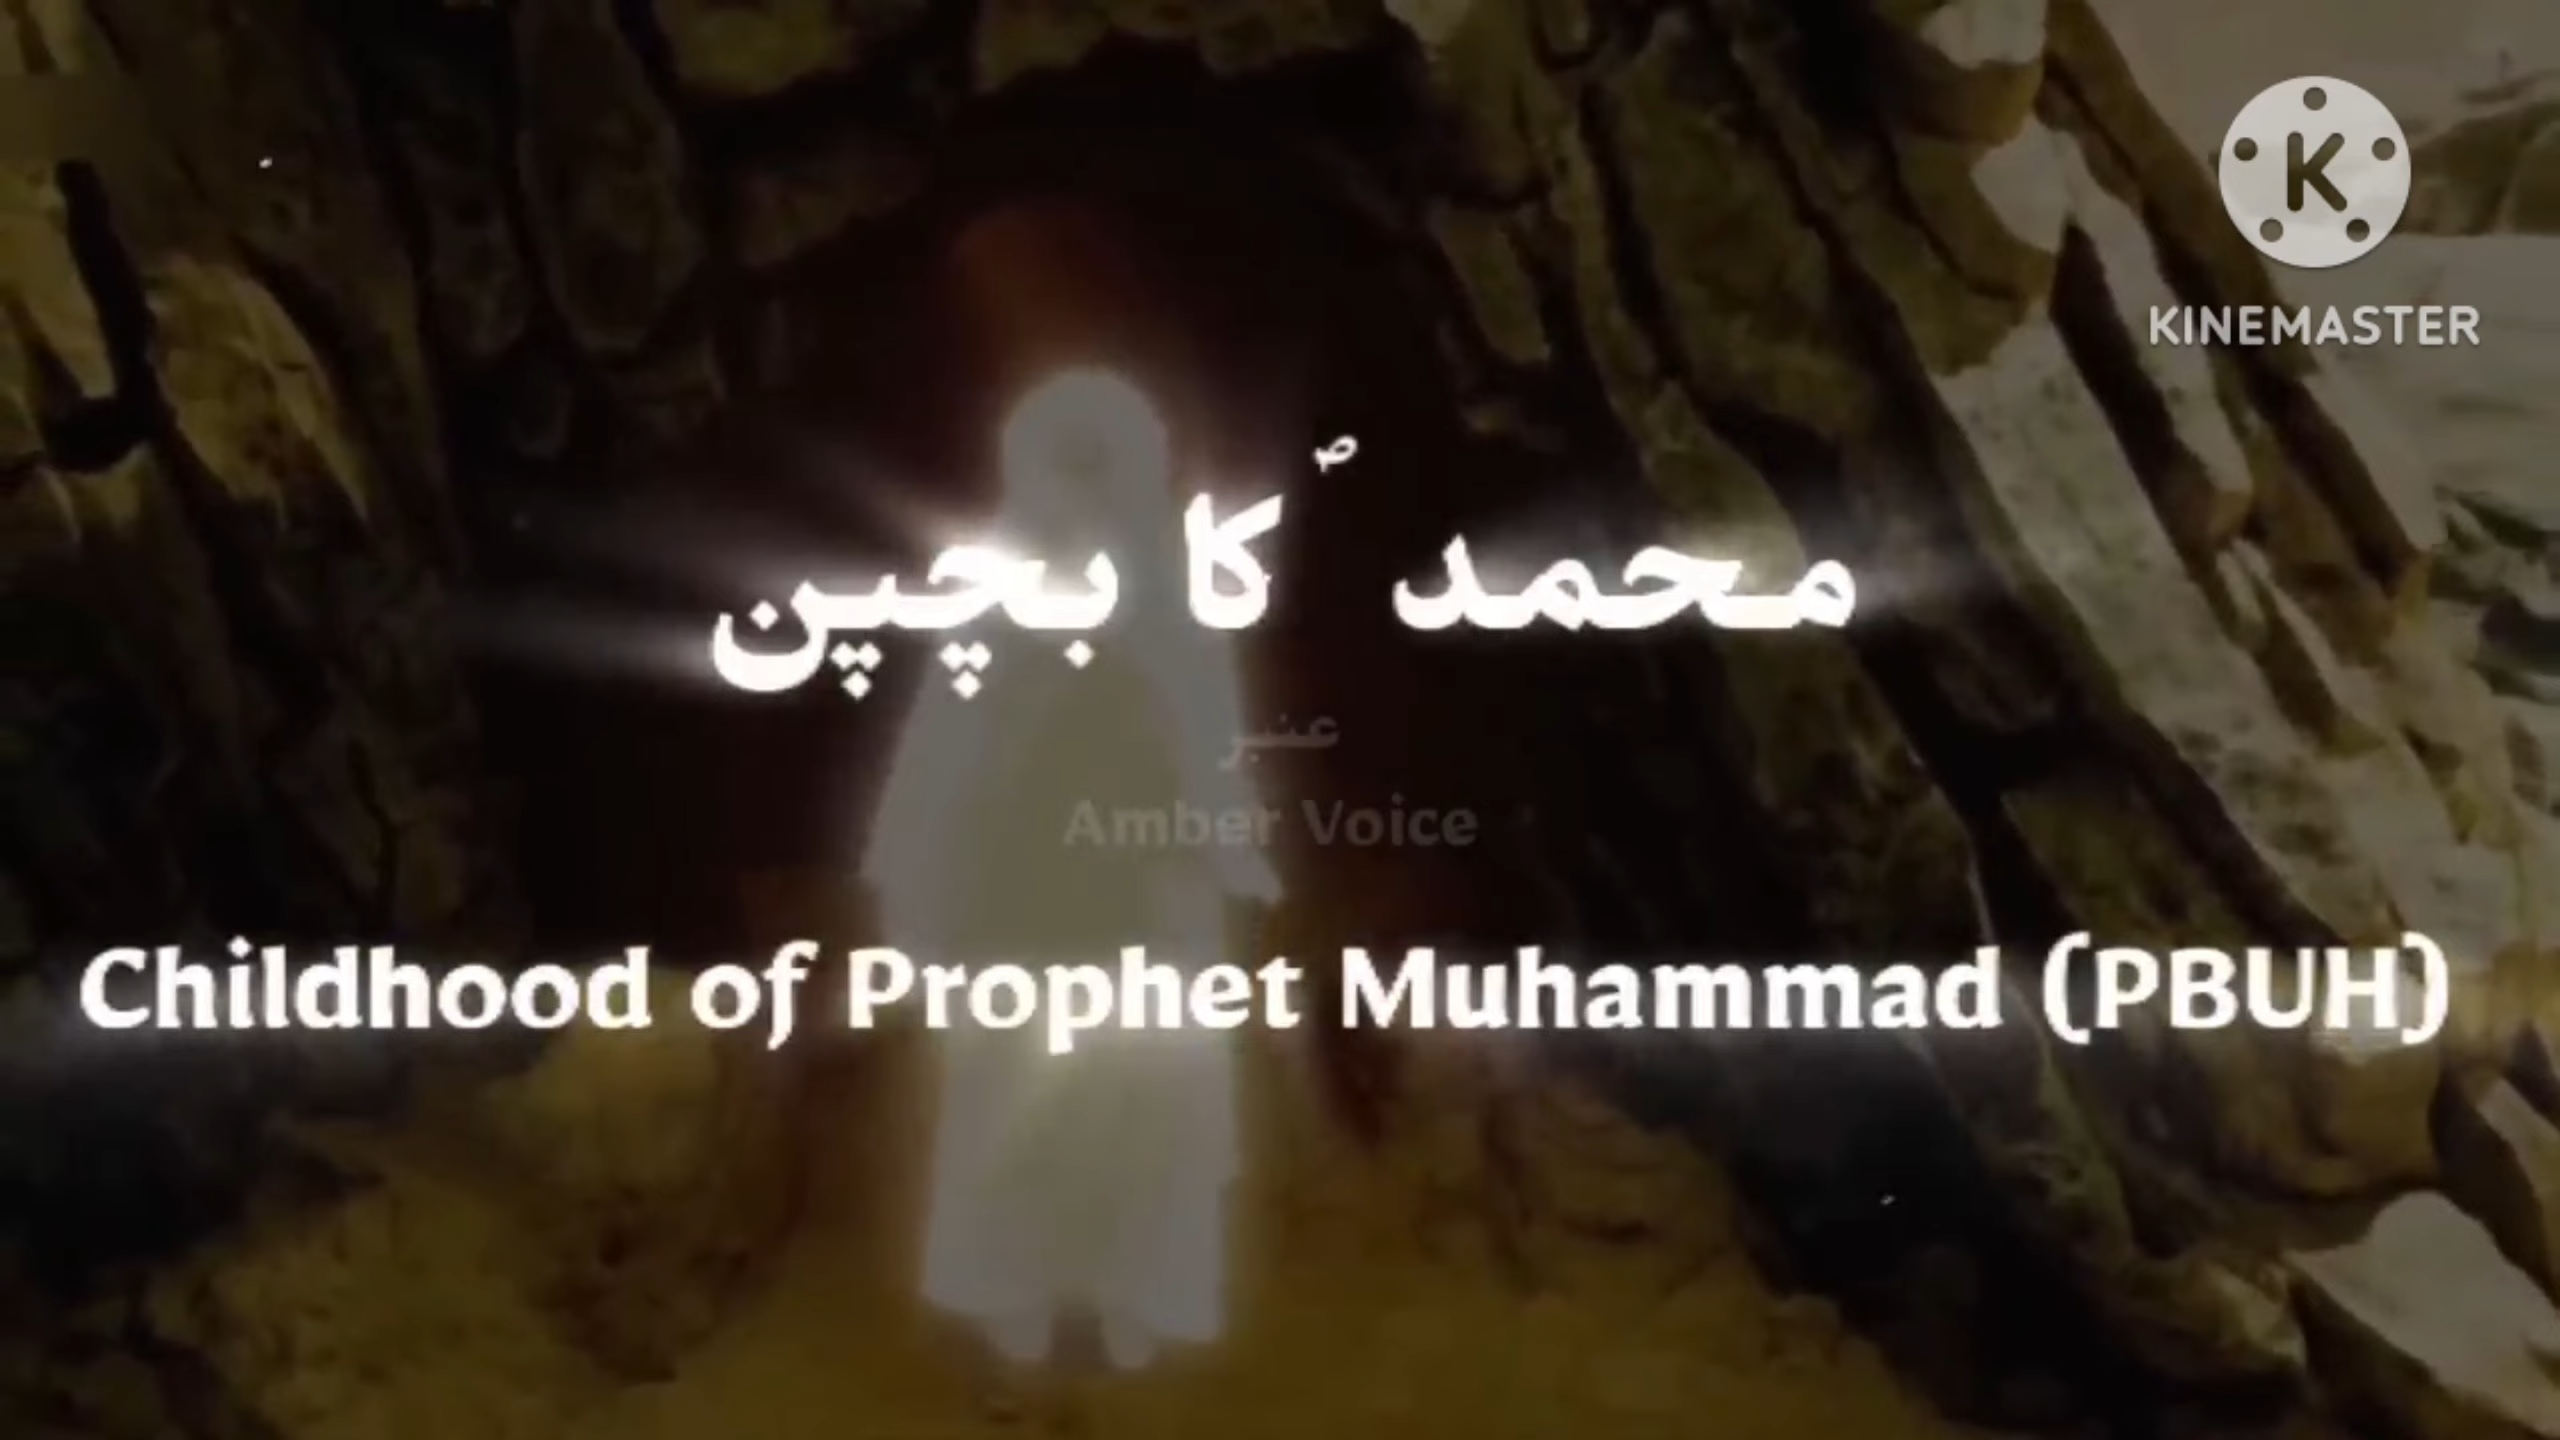 KINEMASTER
محمدؐ کا بچپن
عنبر
Amber Voice
Childhood of Prophet Muhammad (PBUH)